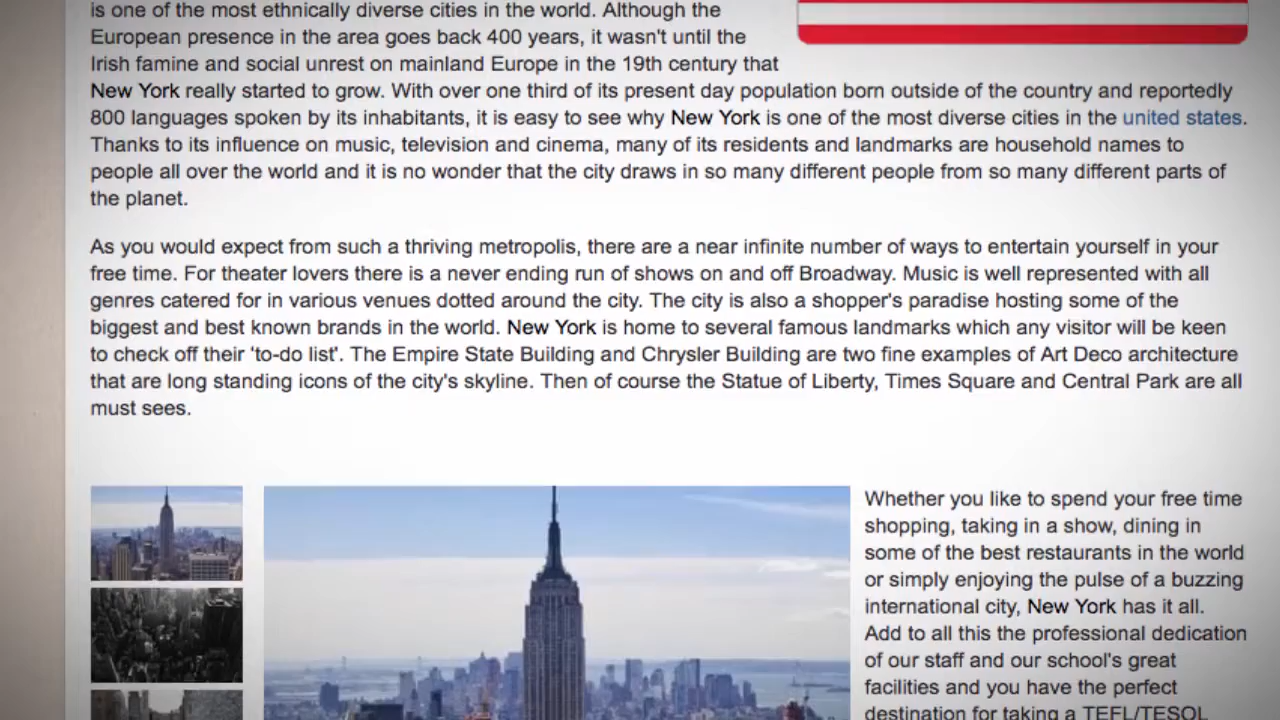 is one of the most ethnically diverse cities in the world. Although the
European presence in the area goes back 400 years, it wasn't until the
Irish famine and social unrest on mainland Europe in the 19th century that
New York really started to grow. With over one third of its present day population born outside of the country and reportedly
800 languages spoken by its inhabitants, it is easy to see why New York is one of the most diverse cities in the united states.
Thanks to its influence on music, television and cinema, many of its residents and landmarks are household names to
people all over the world and it is no wonder that the city draws in so many different people from so many different parts of
the planet.
As you would expect from such a thriving metropolis, there are a near infinite number of ways to entertain yourself in your
free time. For theater lovers there is a never ending run of shows on and off Broadway. Music is well represented with all
genres catered for in various venues dotted around the city. The city is also a shopper's paradise hosting some of the
biggest and best known brands in the world. New York is home to several famous landmarks which any visitor will be keen
to check off their 'to-do list'. The Empire State Building and Chrysler Building are two fine examples of Art Deco architecture
that are long standing icons of the city's skyline. Then of course the Statue of Liberty, Times Square and Central Park are all
must sees.
Whether you like to spend your free time
shopping, taking in a show, dining in
some of the best restaurants in the world
or simply enjoying the pulse of a buzzing
international city, New York has it all.
Add to all this the professional dedication
of our staff and our school's great
facilities and you have the perfect
destination for taking a TEFL/TESOL